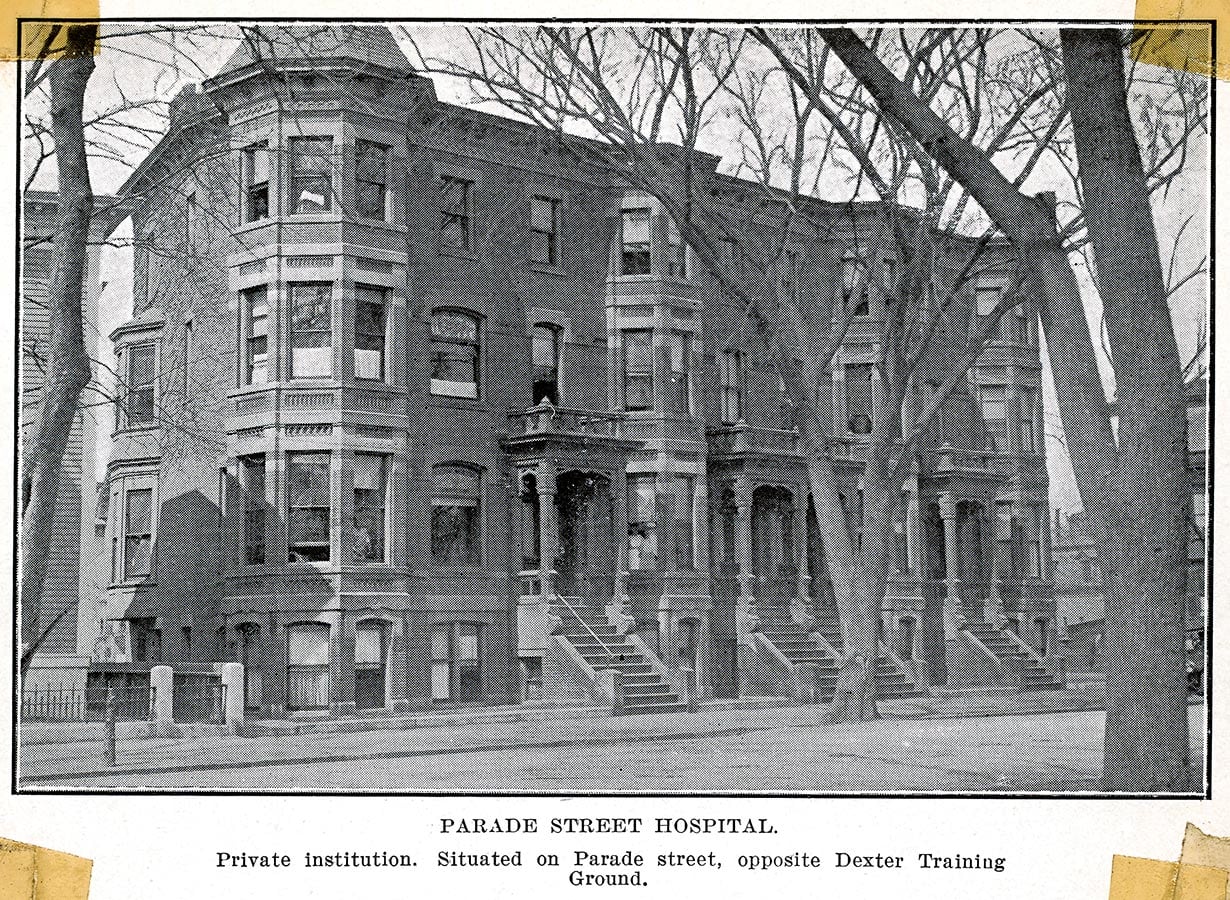 PARADE STREET HOSPITAL.
Private institution. Situated on Parade street, opposite Dexter Training
Ground.